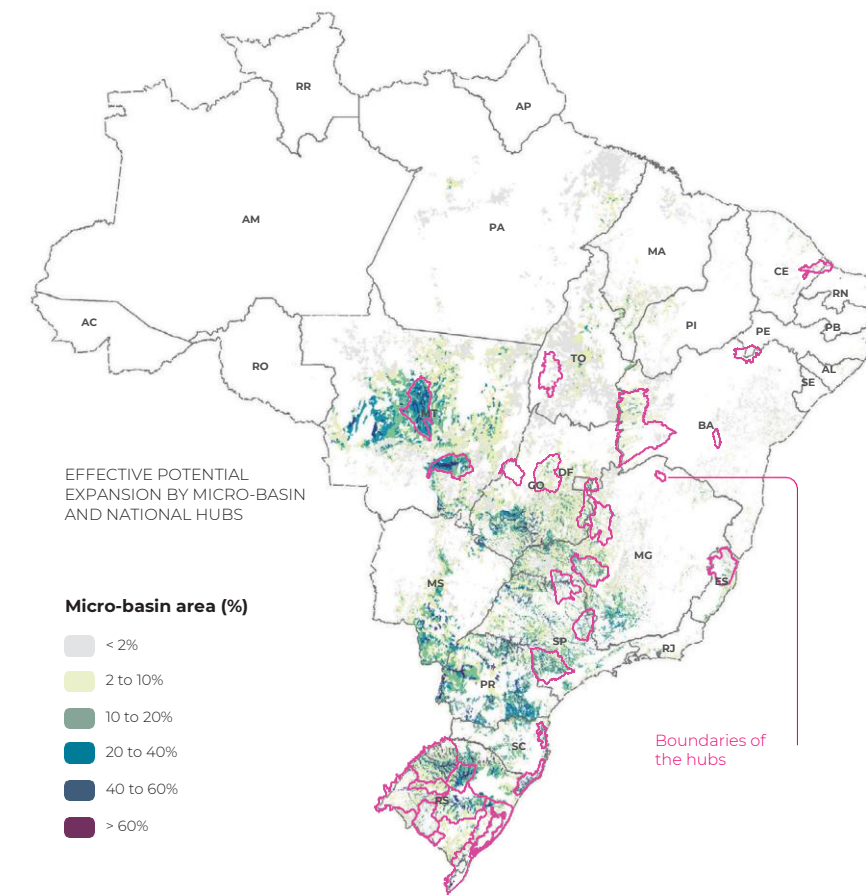 RR
AP
AM
PA
MA
CE
RN
PB
PI
PE
AC
RO
TO
AL
SE
MT
BA
EFFECTIVE POTENTIAL
EXPANSION BY MICRO-BASIN
AND NATIONAL HUBS
GO
DF
MG
MS
ES
Micro-basin area (%)
< 2%
2 to 10%
10 to 20%
20 to 40%
40 to 60%
> 60%
SP
RJ
PR
SC
RS
Boundaries of
the hubs